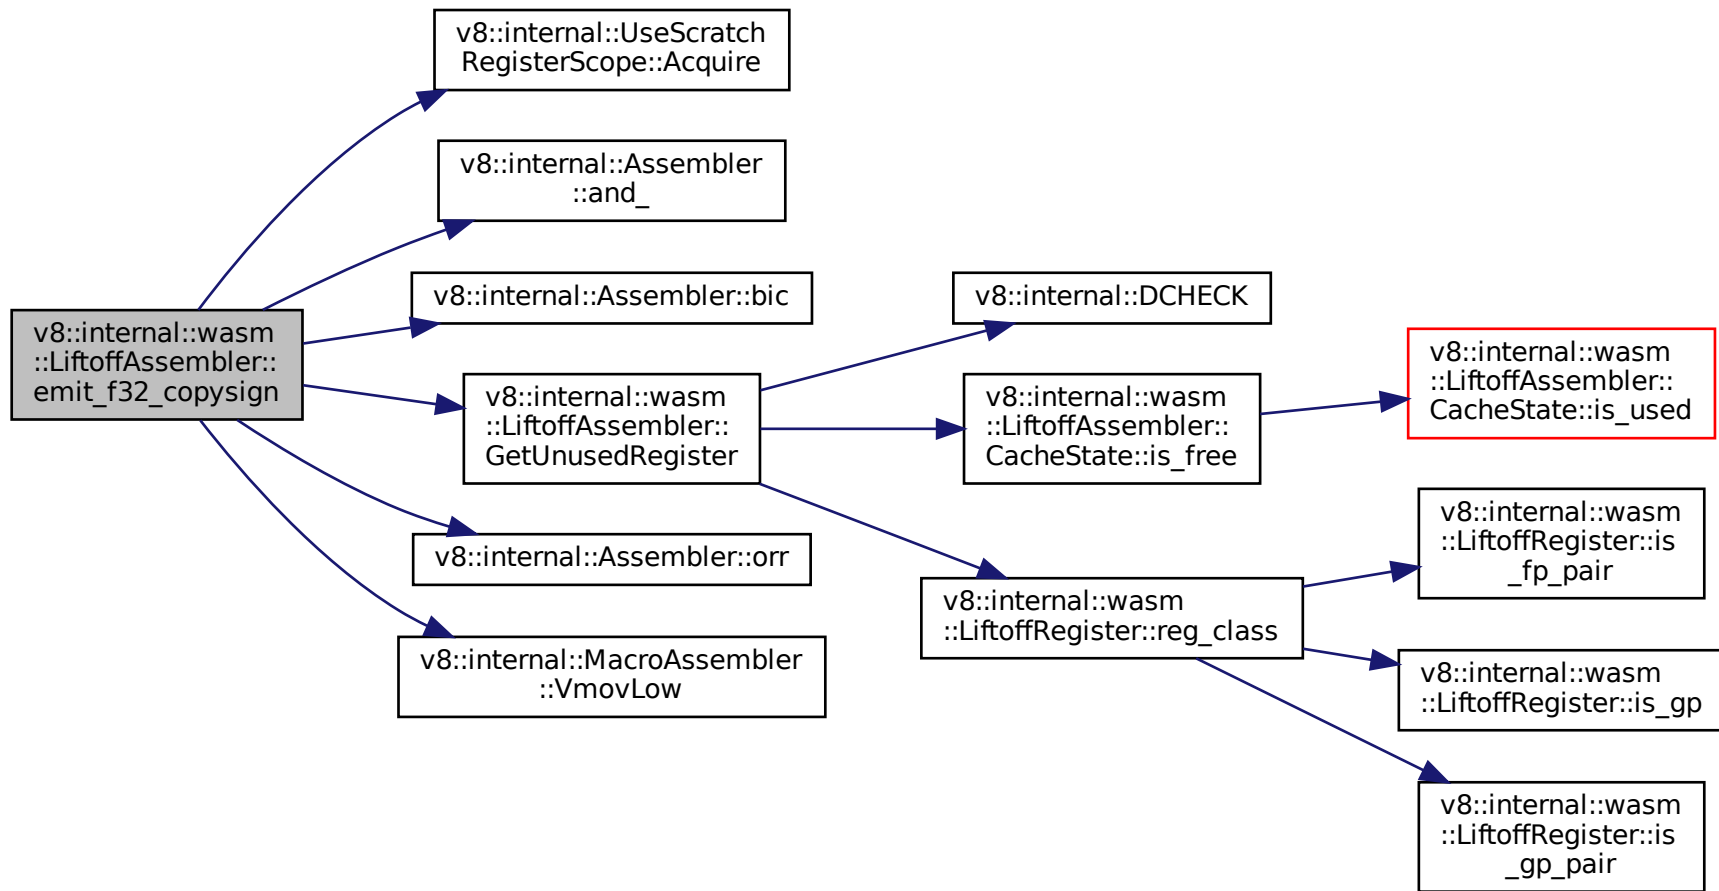 v8::internal::wasm
::LiftoffAssembler::
emit_f32_copysign
v8::internal::UseScratch
RegisterScope::Acquire
v8::internal::Assembler
::and_
v8::internal::Assembler::bic
v8::internal::wasm
::LiftoffAssembler::
GetUnusedRegister
v8::internal::Assembler::orr
v8::internal::MacroAssembler
::VmovLow
v8::internal::DCHECK
v8::internal::wasm
::LiftoffAssembler::
CacheState::is_free
v8::internal::wasm
::LiftoffRegister::reg_class
v8::internal::wasm
::LiftoffAssembler::
CacheState::is_used
v8::internal::wasm
::LiftoffRegister::is
_fp_pair
v8::internal::wasm
::LiftoffRegister::is_gp
v8::internal::wasm
::LiftoffRegister::is
_gp_pair